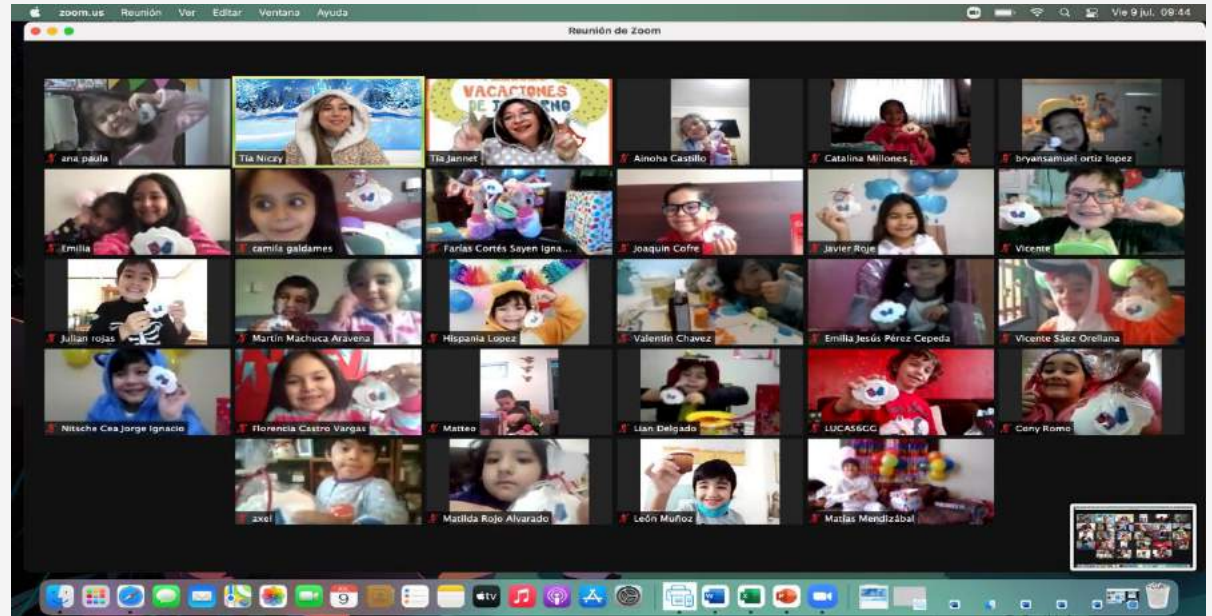 zoom.us Reunión Ver Editar Ventana Ayuda
Vie 9 jul. 09:44
Reunión de Zoom
VACACIONES
DE
ana paula
Tía Niczy
Tía Jannet
Ainoha Castillo
Catalina Millones
bryansamuel ortiz lopez
Emilia
camila galdames
Farías Cortés Sayen Igna...
Joaquin Cofre
Javier Roje
Vicente
Julian rojas
Martín Machuca Aravena
Hispania Lopez
Valentin Chavez
Emilia Jesús Pérez Cepeda
Vicente Sáez Orellana
Nitsche Cea Jorge Ignacio
Florencia Castro Vargas
Matteo
Lian Delgado
LUCAS6GG
Cony Romo
axel
Matilda Rojo Alvarado
León Muñoz
Matías Mendizábal
9
tv